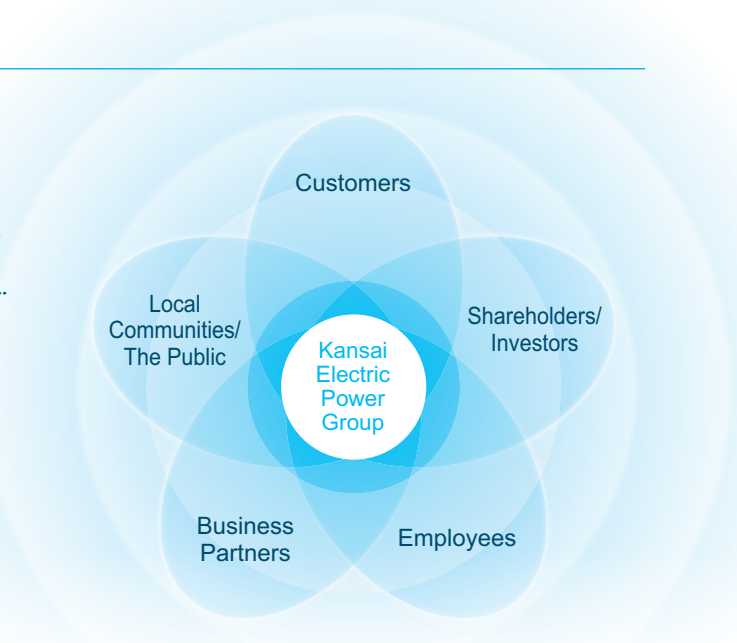 Customers
Local
Communities/
The Public
Shareholders/
Investors
Kansai
Electric
Power
Group
Business
Partners
Employees